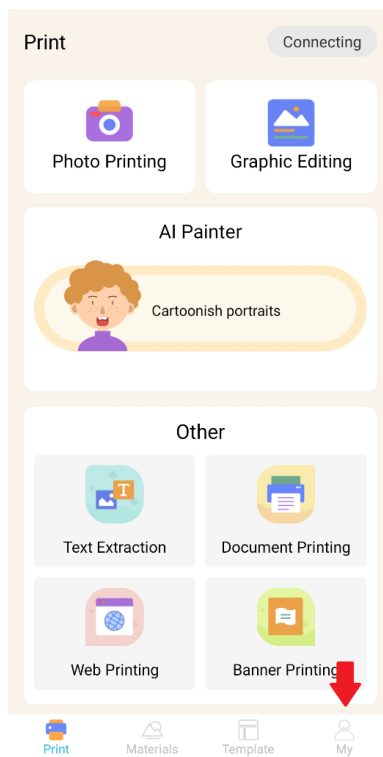 Print
Connecting
Photo Printing
Graphic Editing
AI Painter
Cartoonish portraits
Other
T
Text Extraction
Document Printing
Web Printing
Banner Printing
Print
Materials
Template
My